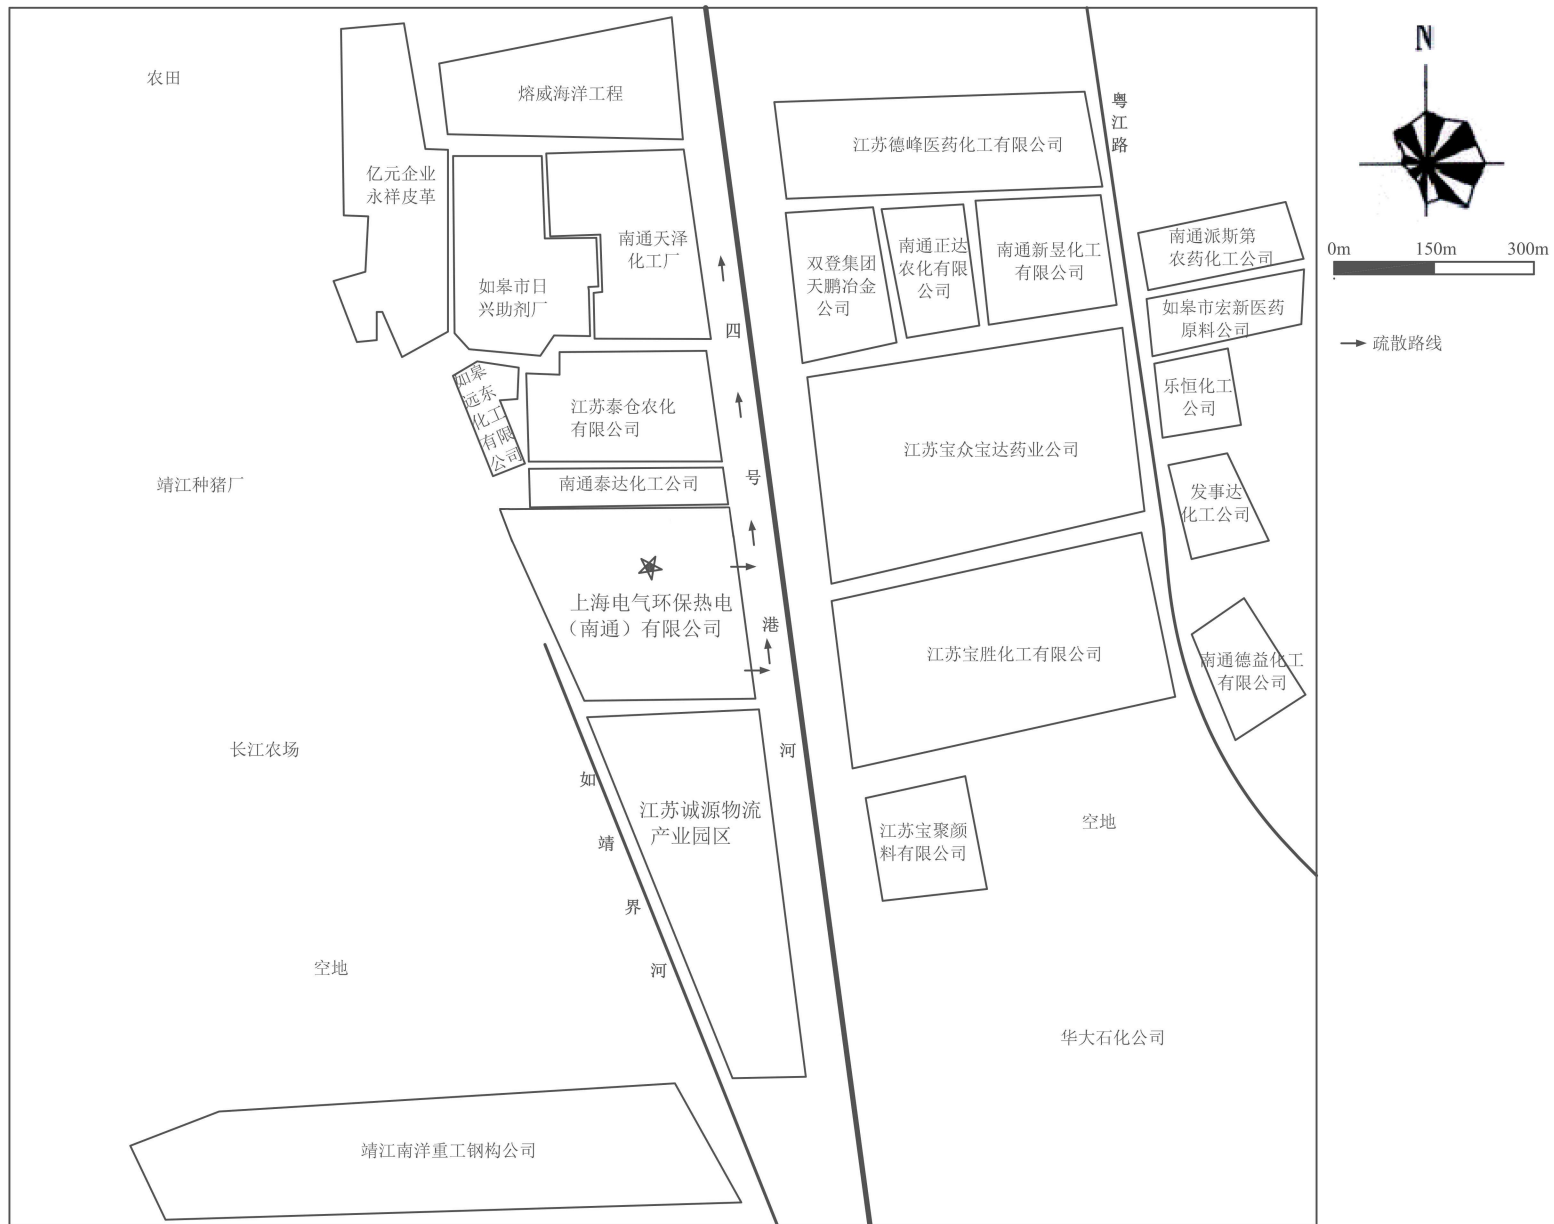 N
农田
熔威海洋工程
粤江路
江苏德峰医药化工有限公司
亿元企业
永祥皮革
南通天泽
化工厂
双登集团
天鹏冶金
公司
南通正达
农化有限
公司
南通新昱化工
有限公司
南通派斯第
农药化工公司
0m 150m 300m
如皋市日
兴助剂厂
如皋市宏新医药
原料公司
疏散路线
四号港河
如皋
远东
化工
有限
公司
江苏泰仓农化
有限公司
乐恒化工
公司
江苏宝众宝达药业公司
靖江种猪厂
南通泰达化工公司
发事达
化工公司
上海电气环保热电
（南通）有限公司
江苏宝胜化工有限公司
南通德益化工
有限公司
长江农场
如靖界河
江苏诚源物流
产业园区
江苏宝聚颜
料有限公司
空地
空地
华大石化公司
靖江南洋重工钢构公司